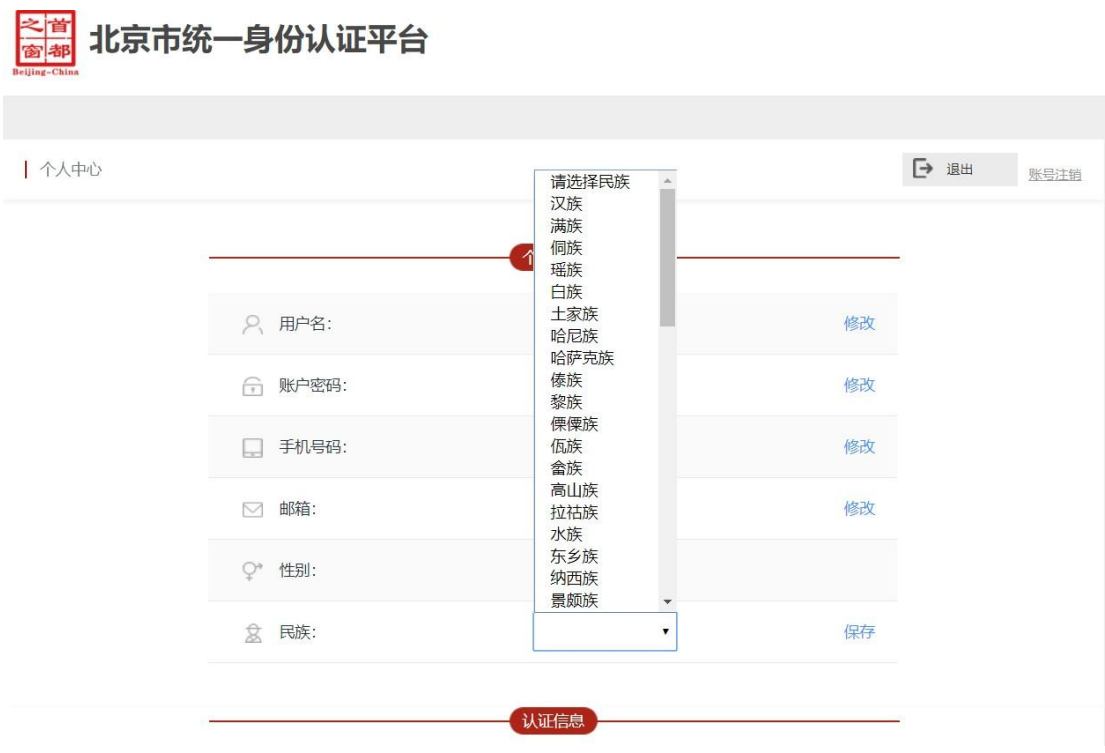 首都之窗
Beijing-China
北京市统一身份认证平台
个人中心
退出
账号注销
请选择民族
汉族
满族
侗族
瑶族
白族
土家族
哈尼族
哈萨克族
傣族
黎族
傈僳族
佤族
畲族
高山族
拉祜族
水族
东乡族
纳西族
景颇族
个
用户名：
修改
账户密码：
修改
手机号码：
修改
邮箱：
修改
性别：
民族：
保存
认证信息